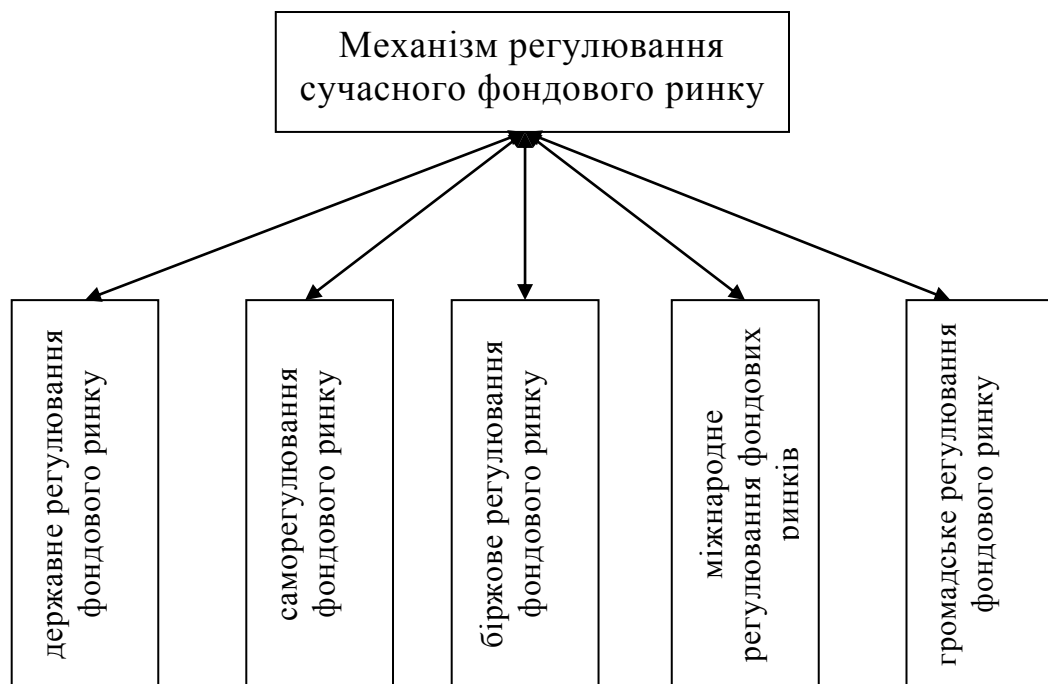 Механізм регулювання
сучасного фондового ринку
державне регулювання
фондового ринку
саморегулювання
фондового ринку
біржове регулювання
фондового ринку
міжнародне
регулювання фондових
ринків
громадське регулювання
фондового ринку